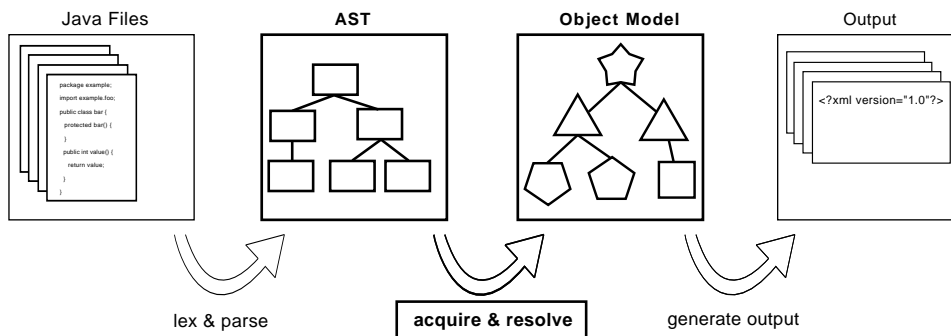 Java Files
AST
Object Model
Output
package example;
import example.foo;
public class bar {
protected bar() {
}
public int value() {
return value;
}
}
<?xml version="1.0"?>
lex & parse
acquire & resolve
generate output